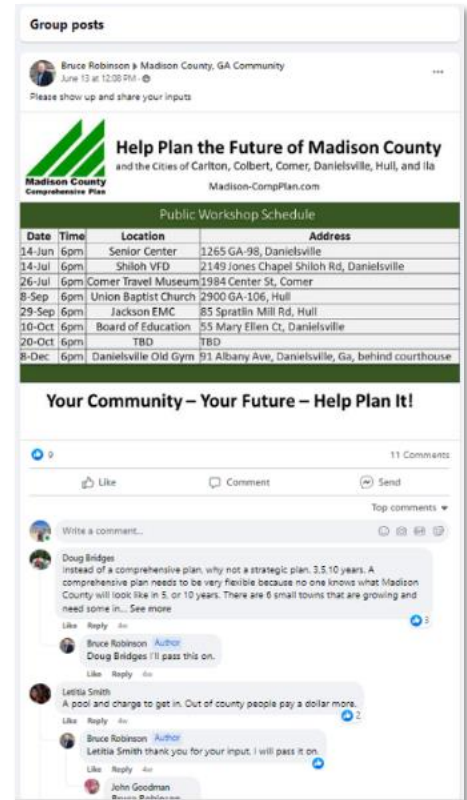 Group posts
Bruce Robinson ▸ Madison County, GA Community
June 13 at 12:08 PM ·
Please show up and share your inputs
Madison County
Comprehensive Plan
Help Plan the Future of Madison County
and the Cities of Carlton, Colbert, Comer, Danielsville, Hull, and Ila
Madison-CompPlan.com
Public Workshop Schedule
Date Time Location Address
14-Jun 6pm Senior Center 1265 GA-98, Danielsville
14-Jul 6pm Shiloh VFD 2149 Jones Chapel Shiloh Rd, Danielsville
26-Jul 6pm Comer Travel Museum 1984 Center St, Comer
8-Sep 6pm Union Baptist Church 2900 GA-106, Hull
29-Sep 6pm Jackson EMC 85 Spratlin Mill Rd, Hull
10-Oct 6pm Board of Education 55 Mary Ellen Ct, Danielsville
20-Oct 6pm TBD TBD
8-Dec 6pm Danielsville Old Gym 91 Albany Ave, Danielsville, Ga, behind courthouse
Your Community – Your Future – Help Plan It!
9
11 Comments
Like Comment Send
Top comments
Write a comment...
Doug Bridges
Instead of a comprehensive plan, why not a strategic plan, 3,5,10 years. A
comprehensive plan needs to be very flexible because no one knows what Madison
County will look like in 5, or 10 years. There are 6 small towns that are growing and
need some in... See more
3
Like Reply 4w
Bruce Robinson Author
Doug Bridges I'll pass this on.
Like Reply 4w
Letitia Smith
A pool and charge to get in. Out of county people pay a dollar more.
2
Like Reply 4w
Bruce Robinson Author
Letitia Smith thank you for your input. I will pass it on.
Like Reply 4w
John Goodman
Bruce Robinson